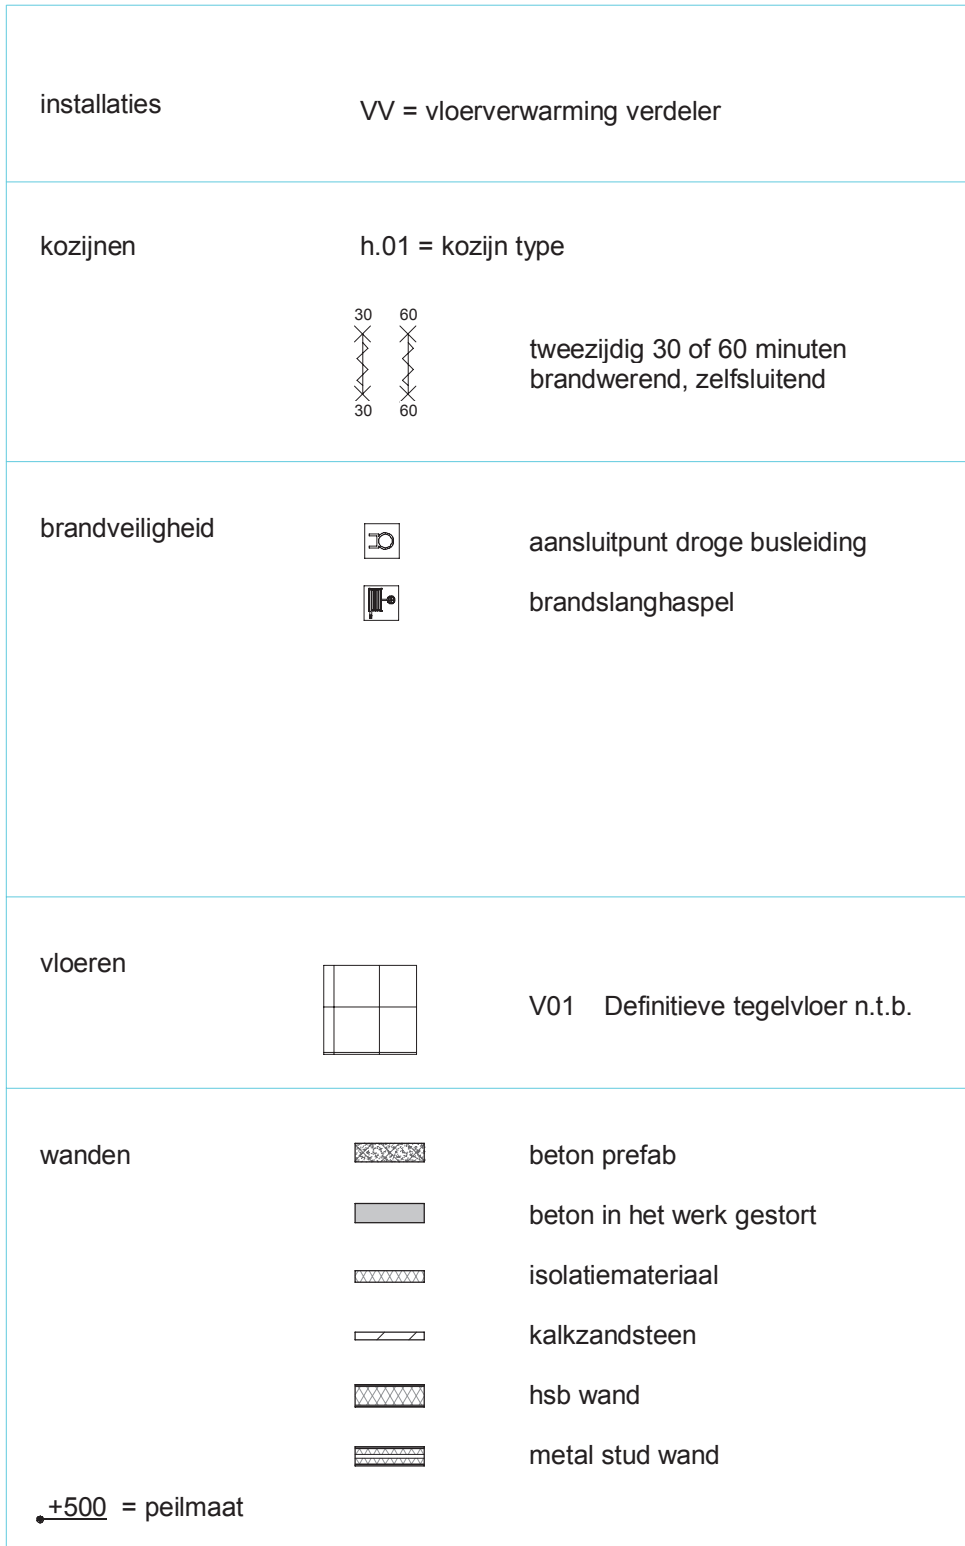 installaties
VV = vloerverwarming verdeler
kozijnen
h.01 = kozijn type
30 60
30 60
tweezijdig 30 of 60 minuten
brandwerend, zelfsluitend
brandveiligheid
aansluitpunt droge busleiding
brandslanghaspel
vloeren
V01 Definitieve tegelvloer n.t.b.
wanden
beton prefab
beton in het werk gestort
isolatiemateriaal
kalkzandsteen
hsb wand
metal stud wand
+500 = peilmaat